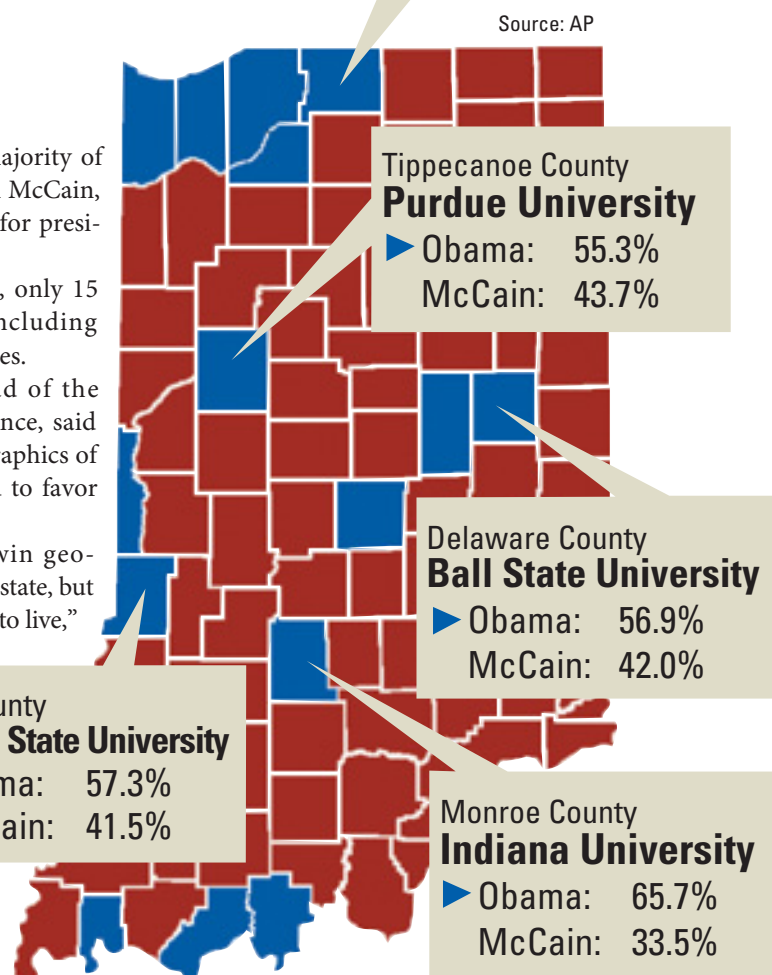 Source: AP
ajority of
McCain,
for presi-
, only 15
ncluding
es.
d of the
nce, said
raphics of
to favor
win geo-
state, but
to live,”
Tippecanoe County
Purdue University
Obama: 55.3%
McCain: 43.7%
Delaware County
Ball State University
Obama: 56.9%
McCain: 42.0%
unty
State University
ma: 57.3%
ain: 41.5%
Monroe County
Indiana University
Obama: 65.7%
McCain: 33.5%